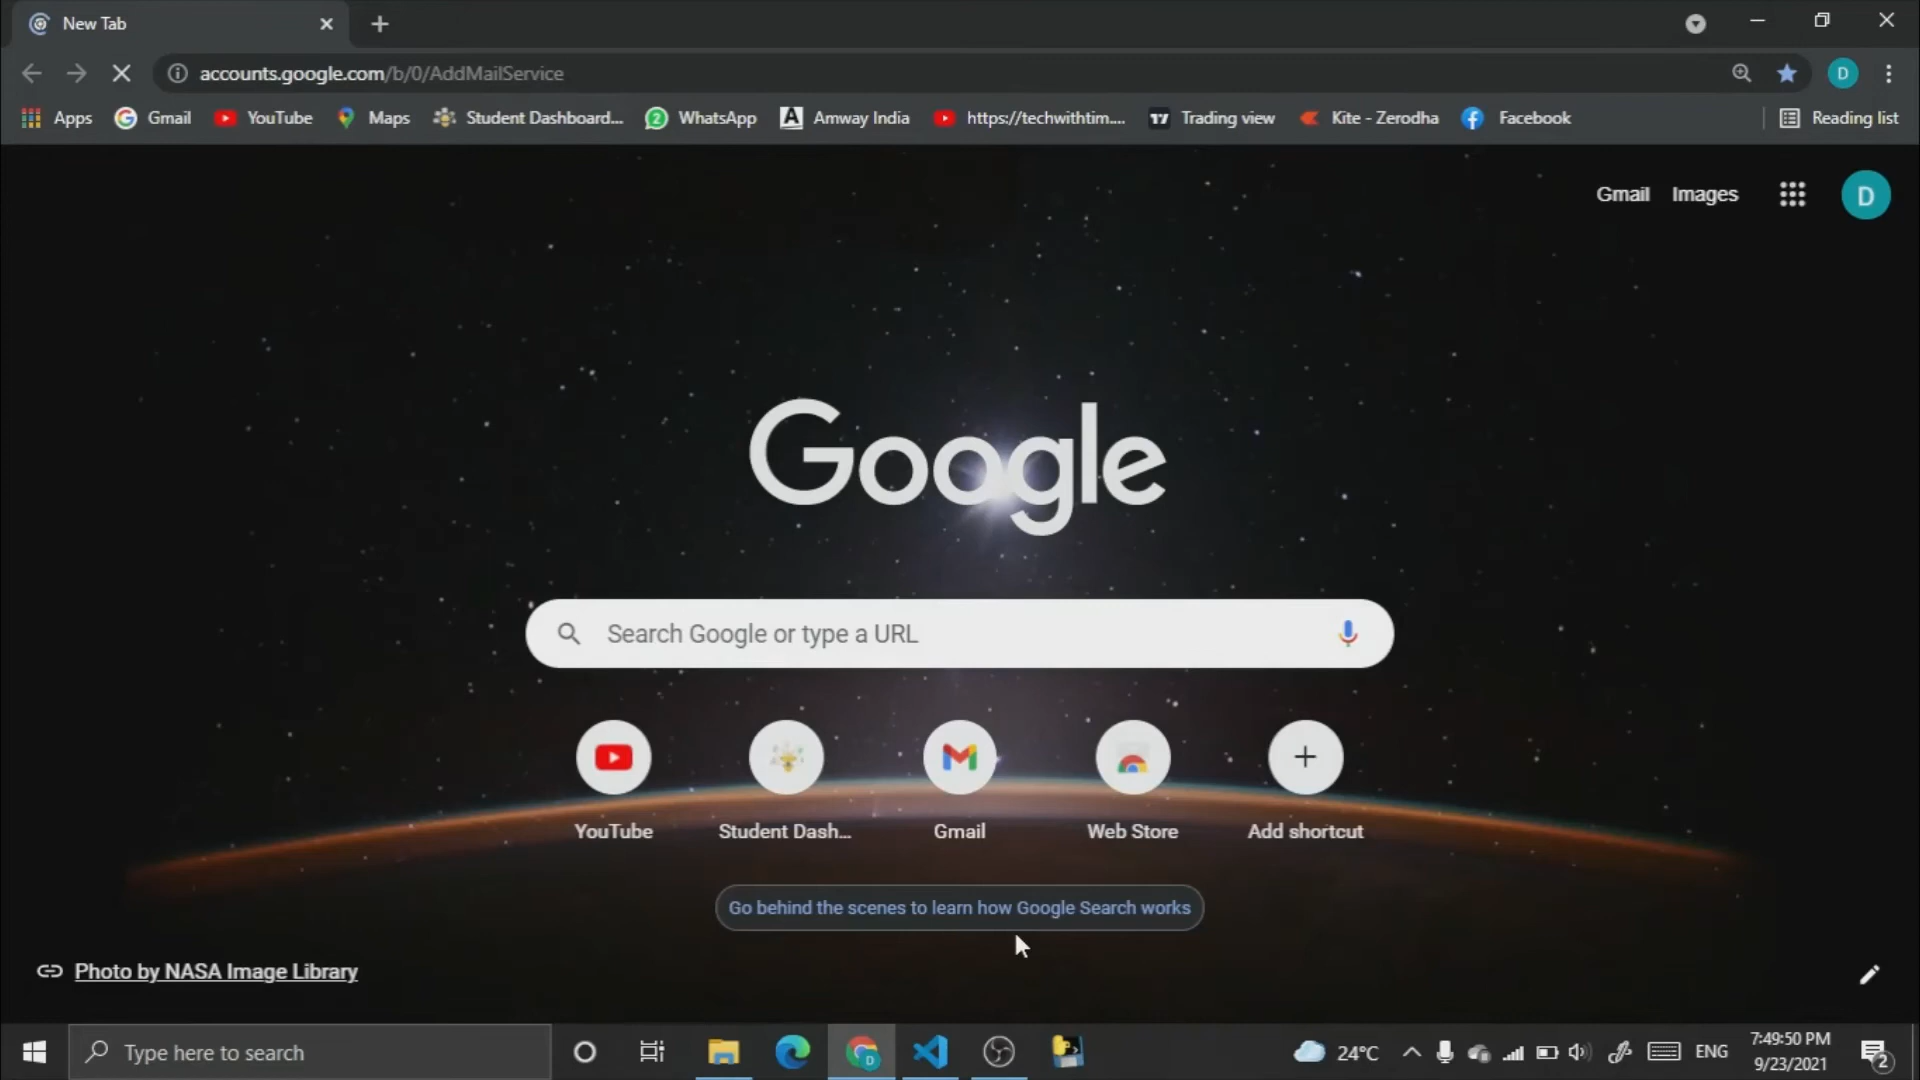 New Tab
accounts.google.com/b/0/AddMailService
D
Apps
Gmail
YouTube
Maps
Student Dashboard...
2
WhatsApp
A
Amway India
https://techwithtim....
17
Trading view
Kite - Zerodha
Facebook
Reading list
Gmail
Images
D
Google
Search Google or type a URL
YouTube
Student Dash...
Gmail
Web Store
Add shortcut
Go behind the scenes to learn how Google Search works
Photo by NASA Image Library
Type here to search
D
24°C
ENG
7:49:50 PM
9/23/2021
2